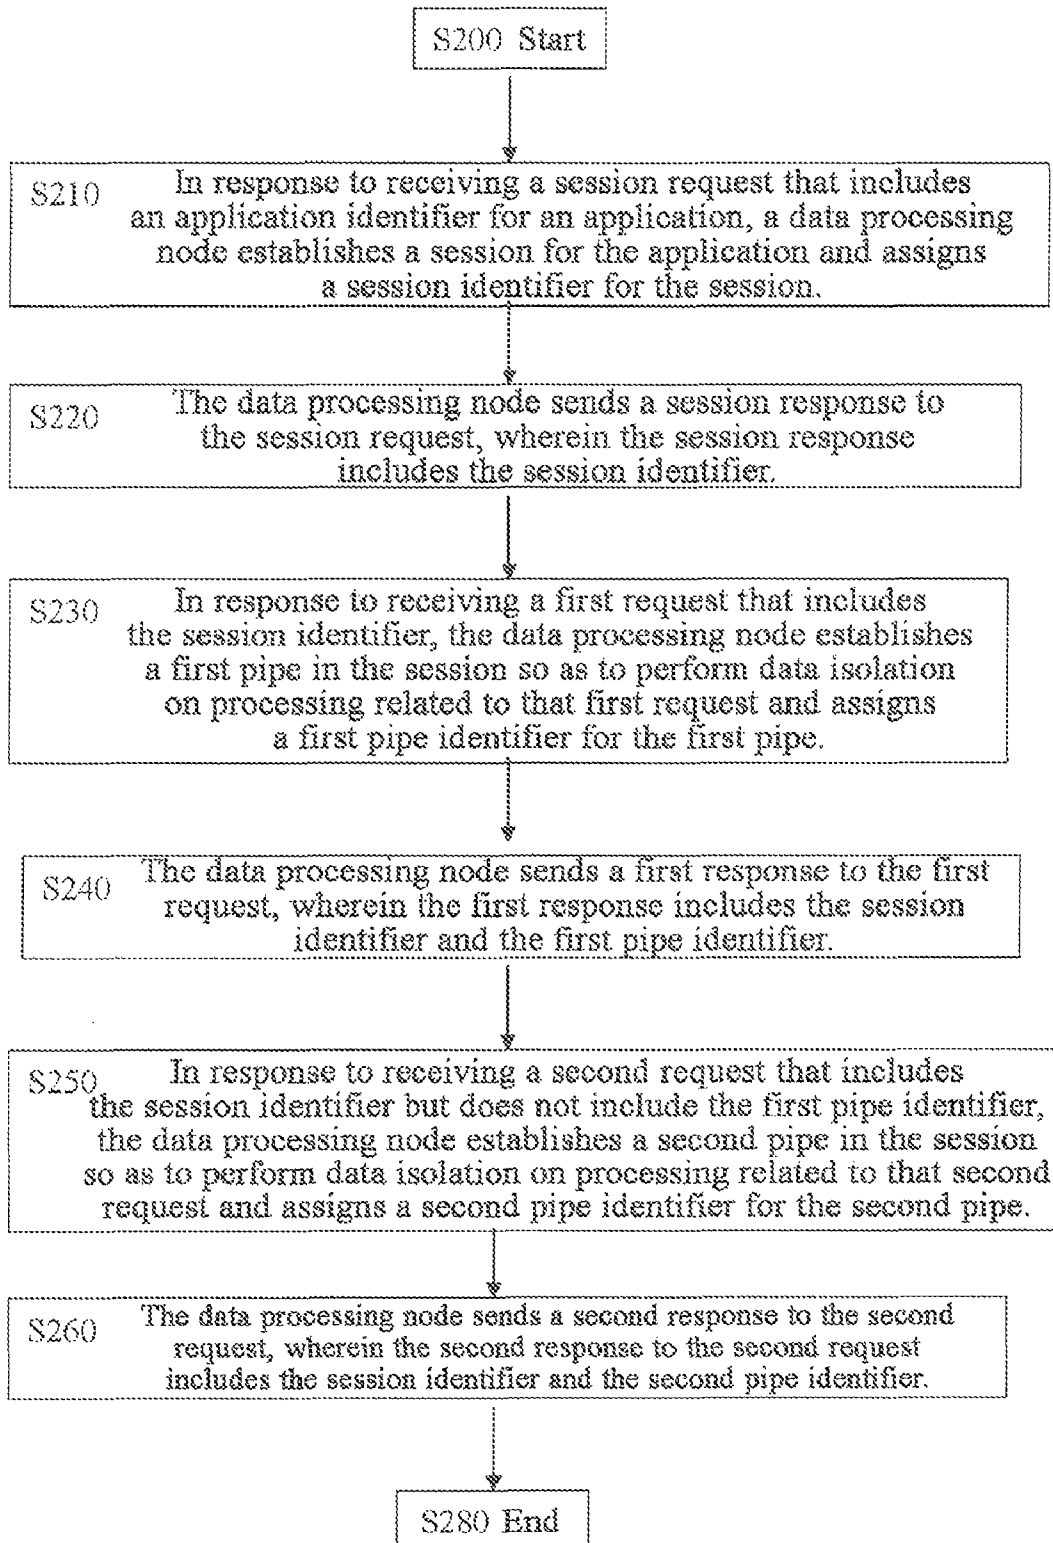 S200 Start
S210 In response to receiving a session request that includes
an application identifier for an application, a data processing
node establishes a session for the application and assigns
a session identifier for the session.
S220 The data processing node sends a session response to
the session request, wherein the session response
includes the session identifier.
S230 In response to receiving a first request that includes
the session identifier, the data processing node establishes
a first pipe in the session so as to perform data isolation
on processing related to that first request and assigns
a first pipe identifier for the first pipe.
S240 The data processing node sends a first response to the first
request, wherein the first response includes the session
identifier and the first pipe identifier.
S250 In response to receiving a second request that includes
the session identifier but does not include the first pipe identifier,
the data processing node establishes a second pipe in the session
so as to perform data isolation on processing related to that second
request and assigns a second pipe identifier for the second pipe.
S260 The data processing node sends a second response to the second
request, wherein the second response to the second request
includes the session identifier and the second pipe identifier.
S280 End